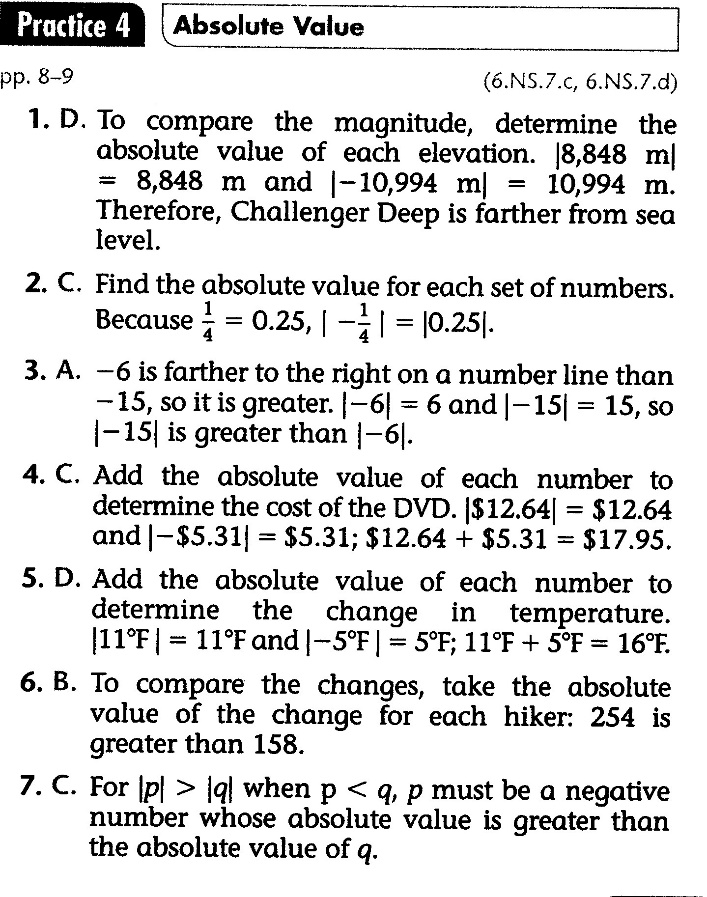 Practice 4 Absolute Value
pp. 8–9 (6.NS.7.c, 6.NS.7.d)
1. D. To compare the magnitude, determine the
absolute value of each elevation. |8,848 m|
= 8,848 m and |−10,994 m| = 10,994 m.
Therefore, Challenger Deep is farther from sea
level.
2. C. Find the absolute value for each set of numbers.
Because 1/4 = 0.25, | −1/4 | = |0.25|.
3. A. −6 is farther to the right on a number line than
−15, so it is greater. |−6| = 6 and |−15| = 15, so
|−15| is greater than |−6|.
4. C. Add the absolute value of each number to
determine the cost of the DVD. |$12.64| = $12.64
and |−$5.31| = $5.31; $12.64 + $5.31 = $17.95.
5. D. Add the absolute value of each number to
determine the change in temperature.
|11°F | = 11°F and |−5°F | = 5°F; 11°F + 5°F = 16°F.
6. B. To compare the changes, take the absolute
value of the change for each hiker: 254 is
greater than 158.
7. C. For |p| > |q| when p < q, p must be a negative
number whose absolute value is greater than
the absolute value of q.